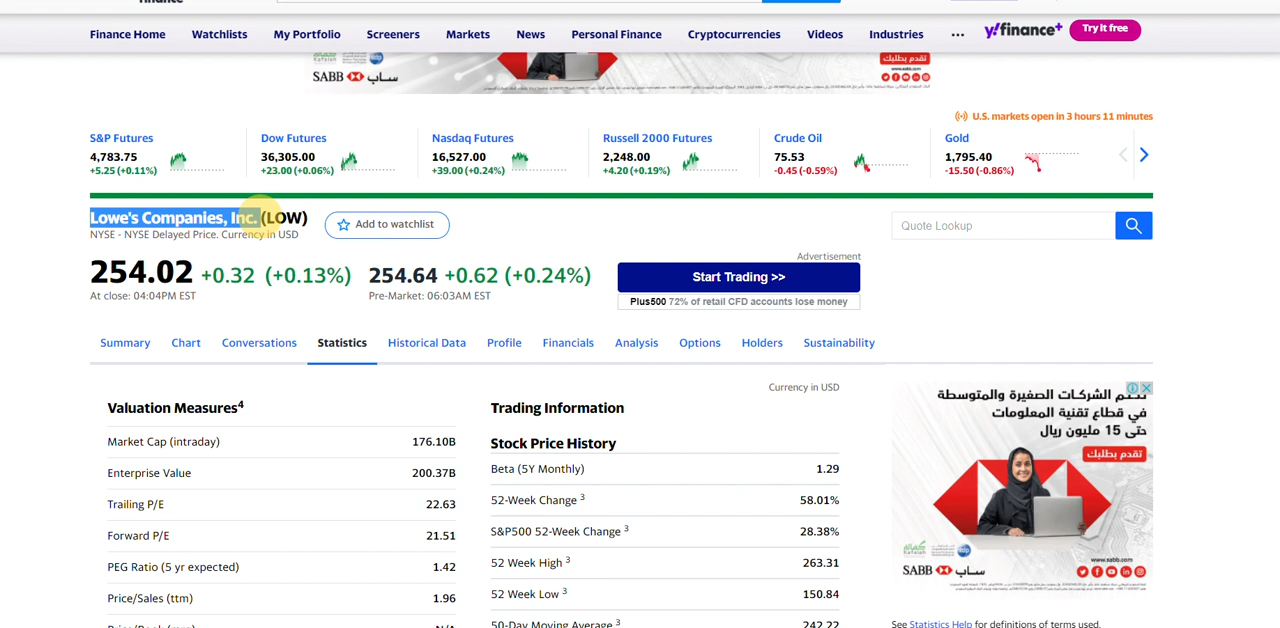 finance
Finance Home Watchlists My Portfolio Screeners Markets News Personal Finance Cryptocurrencies Videos Industries ... y!finance+ Try it free
SABB ساب
تقدم بطلبك
www.sabb.com
U.S. markets open in 3 hours 11 minutes
S&P Futures
4,783.75
+5.25 (+0.11%)
Dow Futures
36,305.00
+23.00 (+0.06%)
Nasdaq Futures
16,527.00
+39.00 (+0.24%)
Russell 2000 Futures
2,248.00
+4.20 (+0.19%)
Crude Oil
75.53
-0.45 (-0.59%)
Gold
1,795.40
-15.50 (-0.86%)
Lowe's Companies, Inc. (LOW)
NYSE - NYSE Delayed Price. Currency in USD
Add to watchlist
Quote Lookup
254.02 +0.32 (+0.13%)
At close: 04:04PM EST
254.64 +0.62 (+0.24%)
Pre-Market: 06:03AM EST
Advertisement
Start Trading >>
Plus500 72% of retail CFD accounts lose money
Summary Chart Conversations Statistics Historical Data Profile Financials Analysis Options Holders Sustainability
Currency in USD
Valuation Measures4
Market Cap (intraday) 176.10B
Enterprise Value 200.37B
Trailing P/E 22.63
Forward P/E 21.51
PEG Ratio (5 yr expected) 1.42
Price/Sales (ttm) 1.96
Trading Information
Stock Price History
Beta (5Y Monthly) 1.29
52-Week Change 3 58.01%
S&P500 52-Week Change 3 28.38%
52 Week High 3 263.31
52 Week Low 3 150.84
50-Day Moving Average 3 242.22
الشركات الصغيرة والمتوسطة
في قطاع تقنية المعلومات
حتى 15 مليون ريال
تقدم بطلبك
www.sabb.com
SABB ساب
See Statistics Help for definitions of terms used.